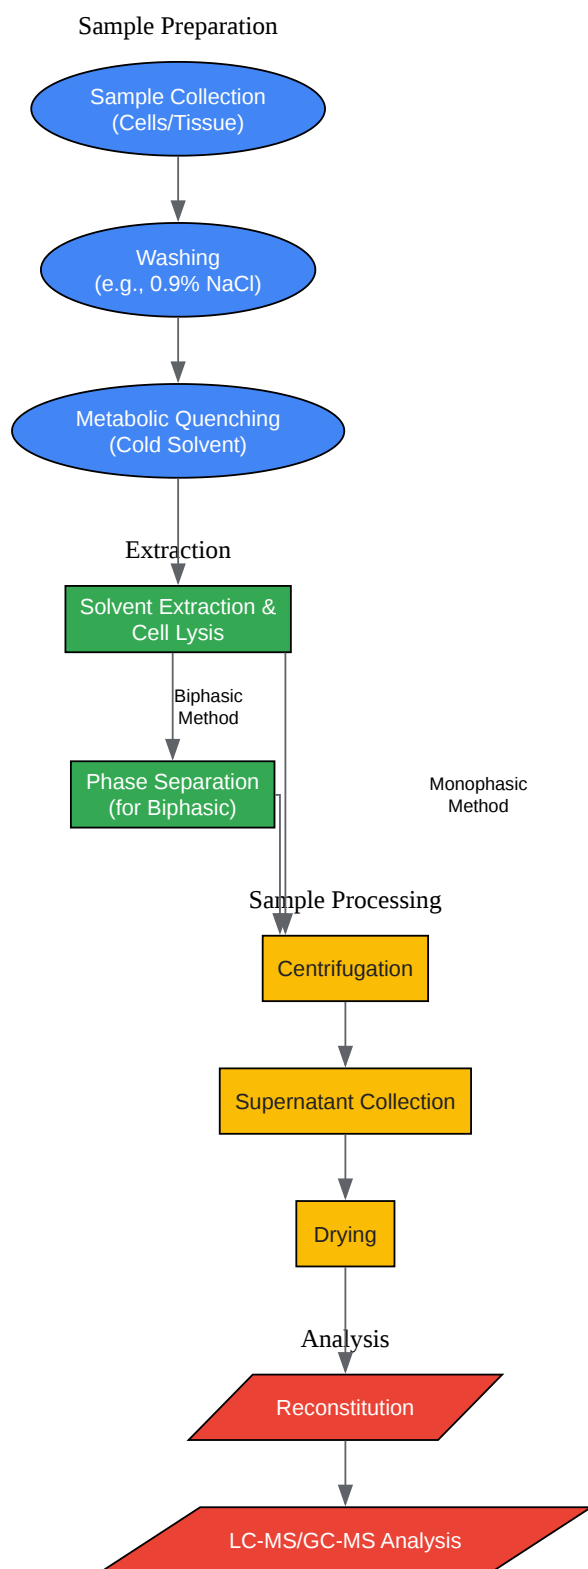 Sample Preparation
Sample Collection
(Cells/Tissue)
Washing
(e.g., 0.9% NaCl)
Metabolic Quenching
(Cold Solvent)
Extraction
Solvent Extraction &
Cell Lysis
Biphasic
Method
Phase Separation
(for Biphasic)
Monophasic
Method
Sample Processing
Centrifugation
Supernatant Collection
Drying
Analysis
Reconstitution
LC-MS/GC-MS Analysis